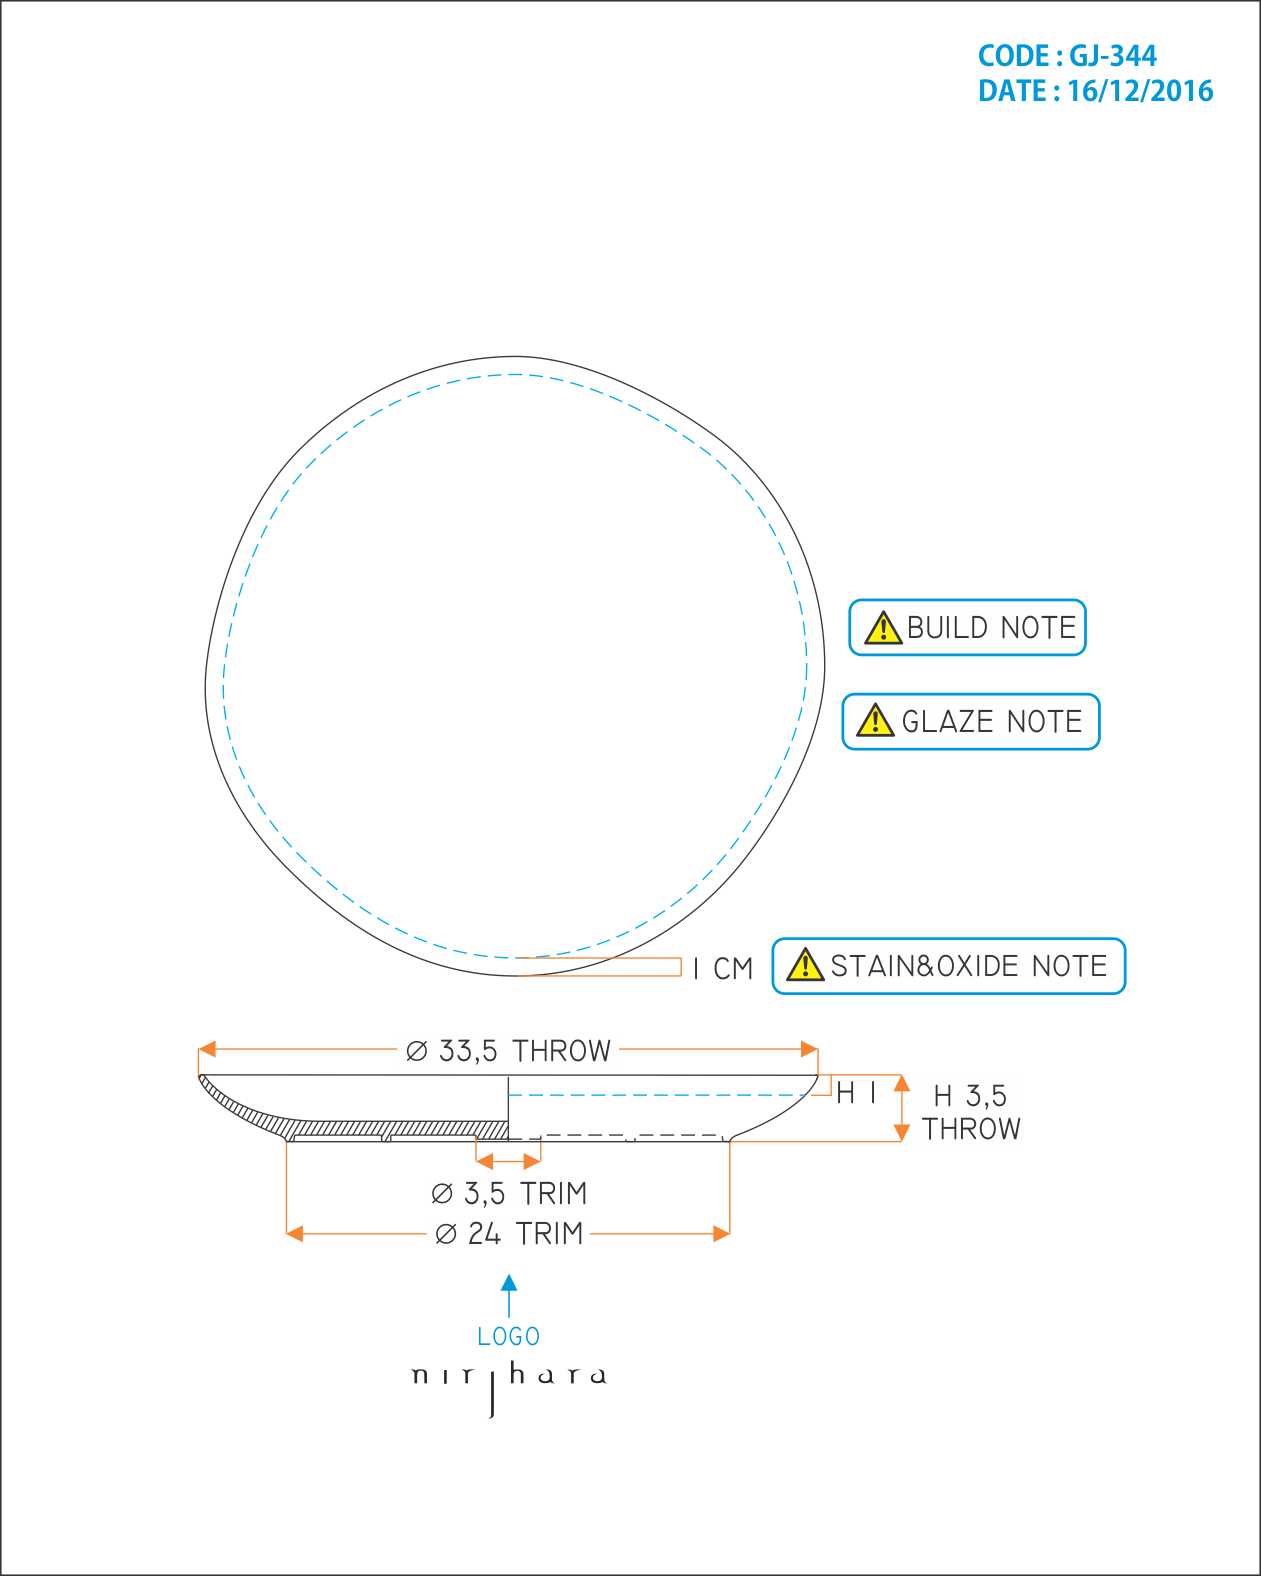 CODE : GJ-344
DATE : 16/12/2016
BUILD NOTE
GLAZE NOTE
1 CM
STAIN&OXIDE NOTE
Ø 33,5 THROW
H 1
H 3,5
THROW
Ø 3,5 TRIM
Ø 24 TRIM
LOGO
nirjhara